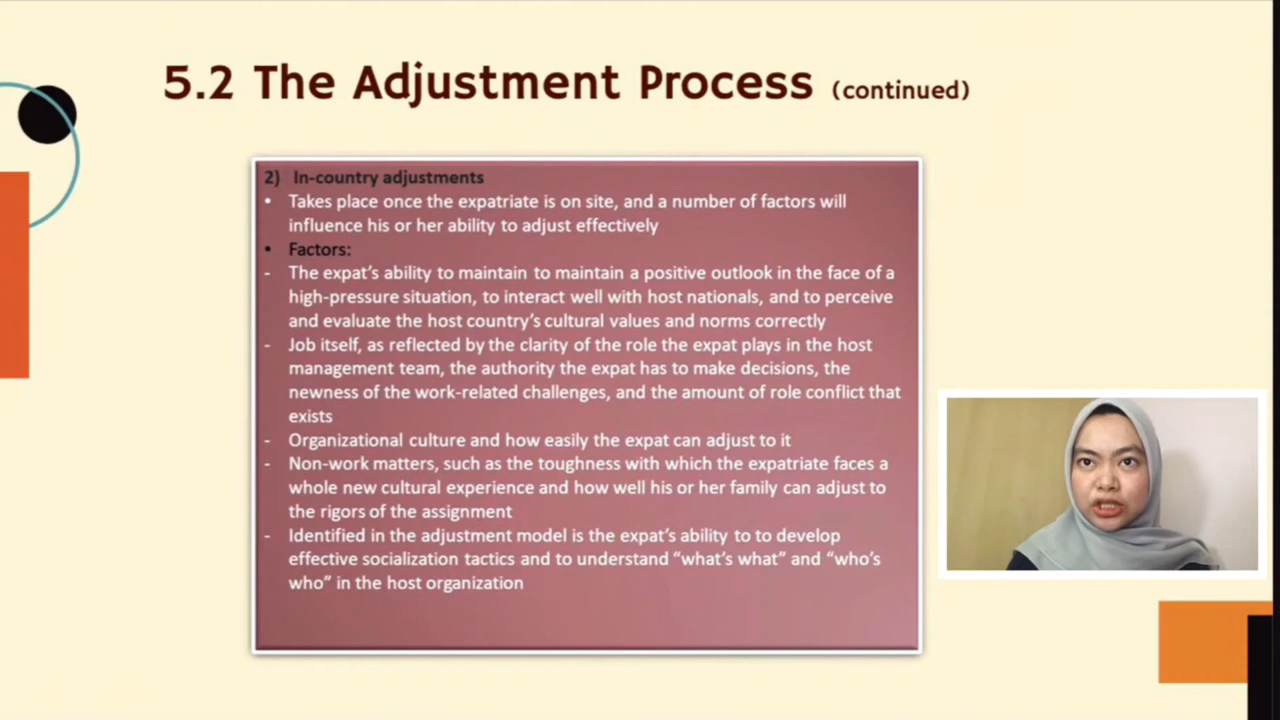 5.2 The Adjustment Process (continued)
2) In-country adjustments
• Takes place once the expatriate is on site, and a number of factors will
influence his or her ability to adjust effectively
• Factors:
- The expat's ability to maintain to maintain a positive outlook in the face of a
high-pressure situation, to interact well with host nationals, and to perceive
and evaluate the host country's cultural values and norms correctly
- Job itself, as reflected by the clarity of the role the expat plays in the host
management team, the authority the expat has to make decisions, the
newness of the work-related challenges, and the amount of role conflict that
exists
- Organizational culture and how easily the expat can adjust to it
- Non-work matters, such as the toughness with which the expatriate faces a
whole new cultural experience and how well his or her family can adjust to
the rigors of the assignment
- Identified in the adjustment model is the expat's ability to to develop
effective socialization tactics and to understand “what's what” and “who's
who” in the host organization